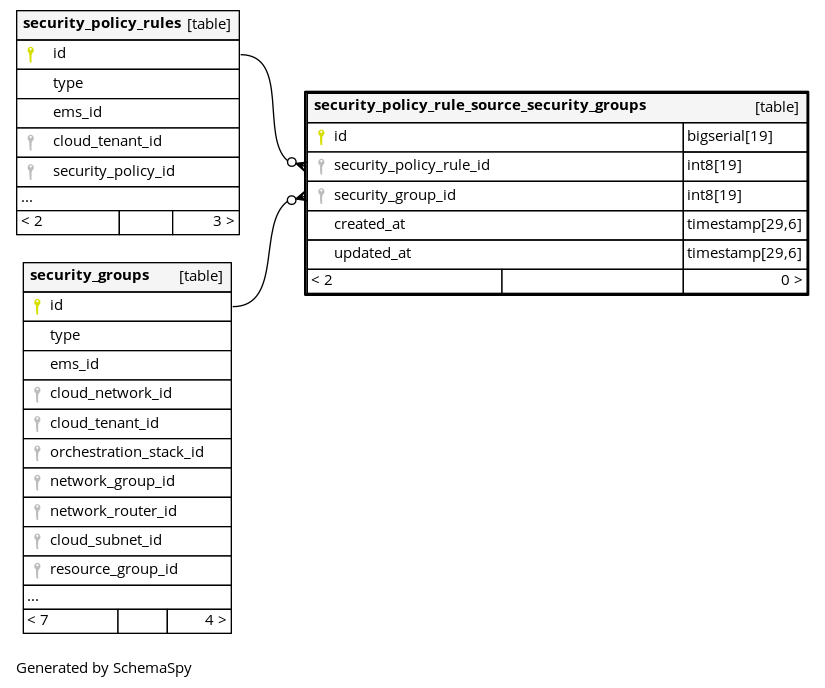 security_policy_rules [table]
id
type
ems_id
cloud_tenant_id
security_policy_id
...
< 2 3 >
security_policy_rule_source_security_groups [table]
id bigserial[19]
security_policy_rule_id int8[19]
security_group_id int8[19]
created_at timestamp[29,6]
updated_at timestamp[29,6]
< 2 0 >
security_groups [table]
id
type
ems_id
cloud_network_id
cloud_tenant_id
orchestration_stack_id
network_group_id
network_router_id
cloud_subnet_id
resource_group_id
...
< 7 4 >
Generated by SchemaSpy